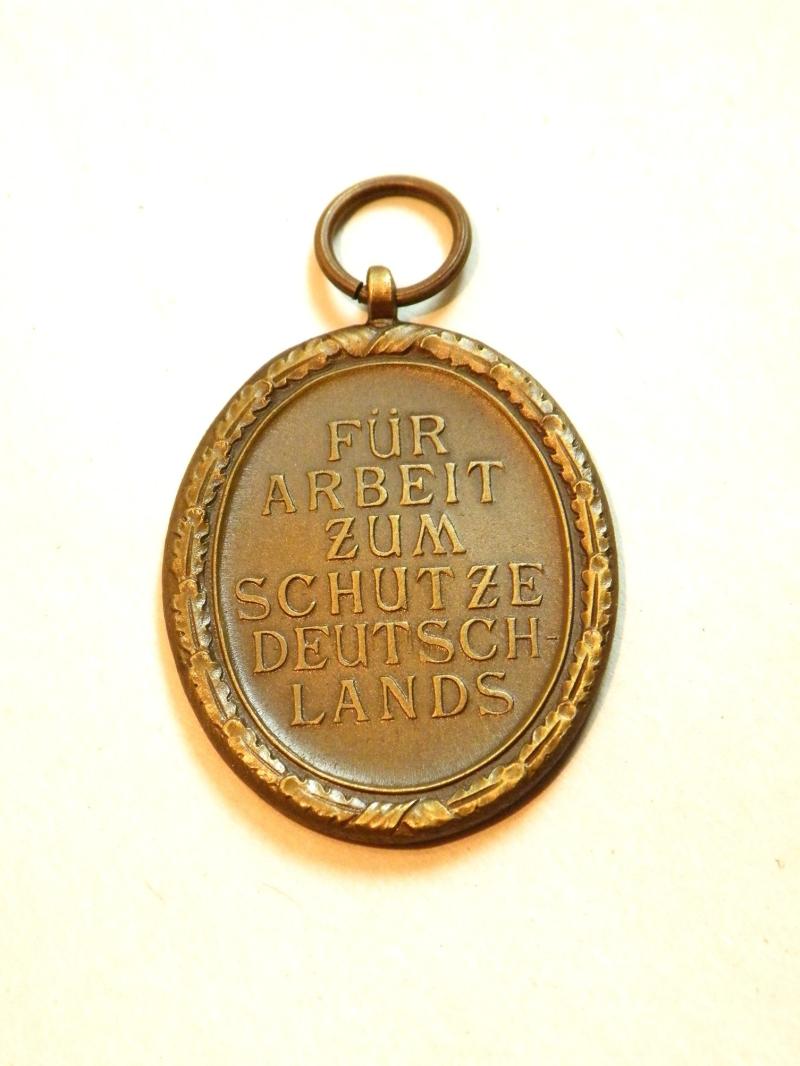 FÜR
ARBEIT
ZUM
SCHUTZE
DEUTSCH-
LANDS